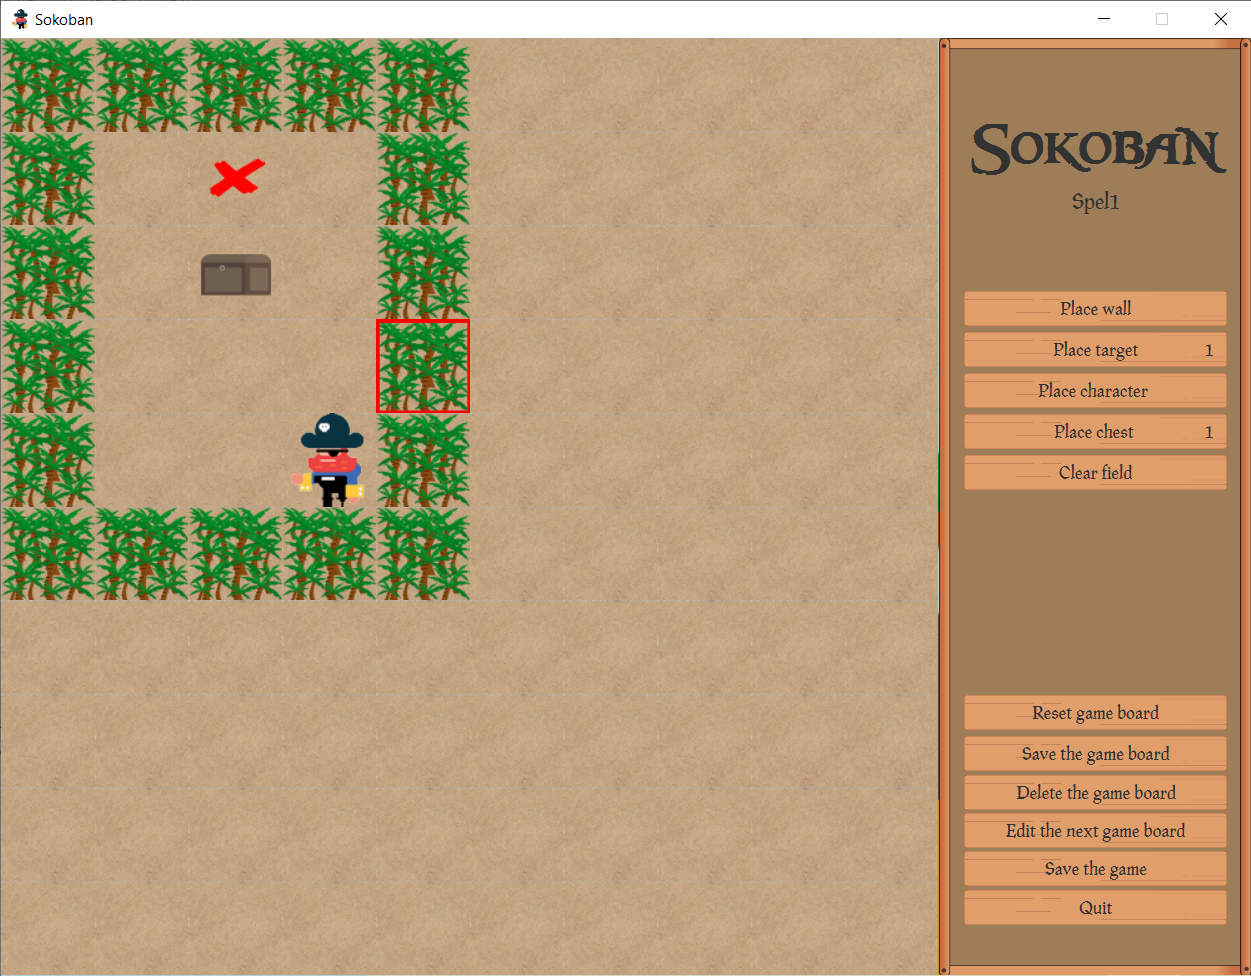 Sokoban
SOKOBAN
Spel1
Place wall
Place target 1
Place character
Place chest 1
Clear field
Reset game board
Save the game board
Delete the game board
Edit the next game board
Save the game
Quit